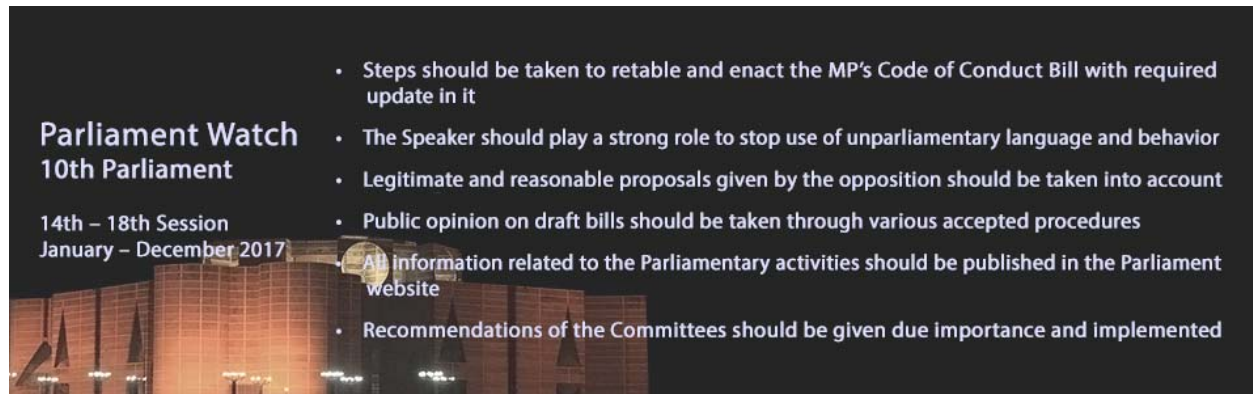 Parliament Watch
10th Parliament
14th – 18th Session
January – December 2017
• Steps should be taken to retable and enact the MP's Code of Conduct Bill with required
update in it
• The Speaker should play a strong role to stop use of unparliamentary language and behavior
• Legitimate and reasonable proposals given by the opposition should be taken into account
• Public opinion on draft bills should be taken through various accepted procedures
• All information related to the Parliamentary activities should be published in the Parliament
website
• Recommendations of the Committees should be given due importance and implemented